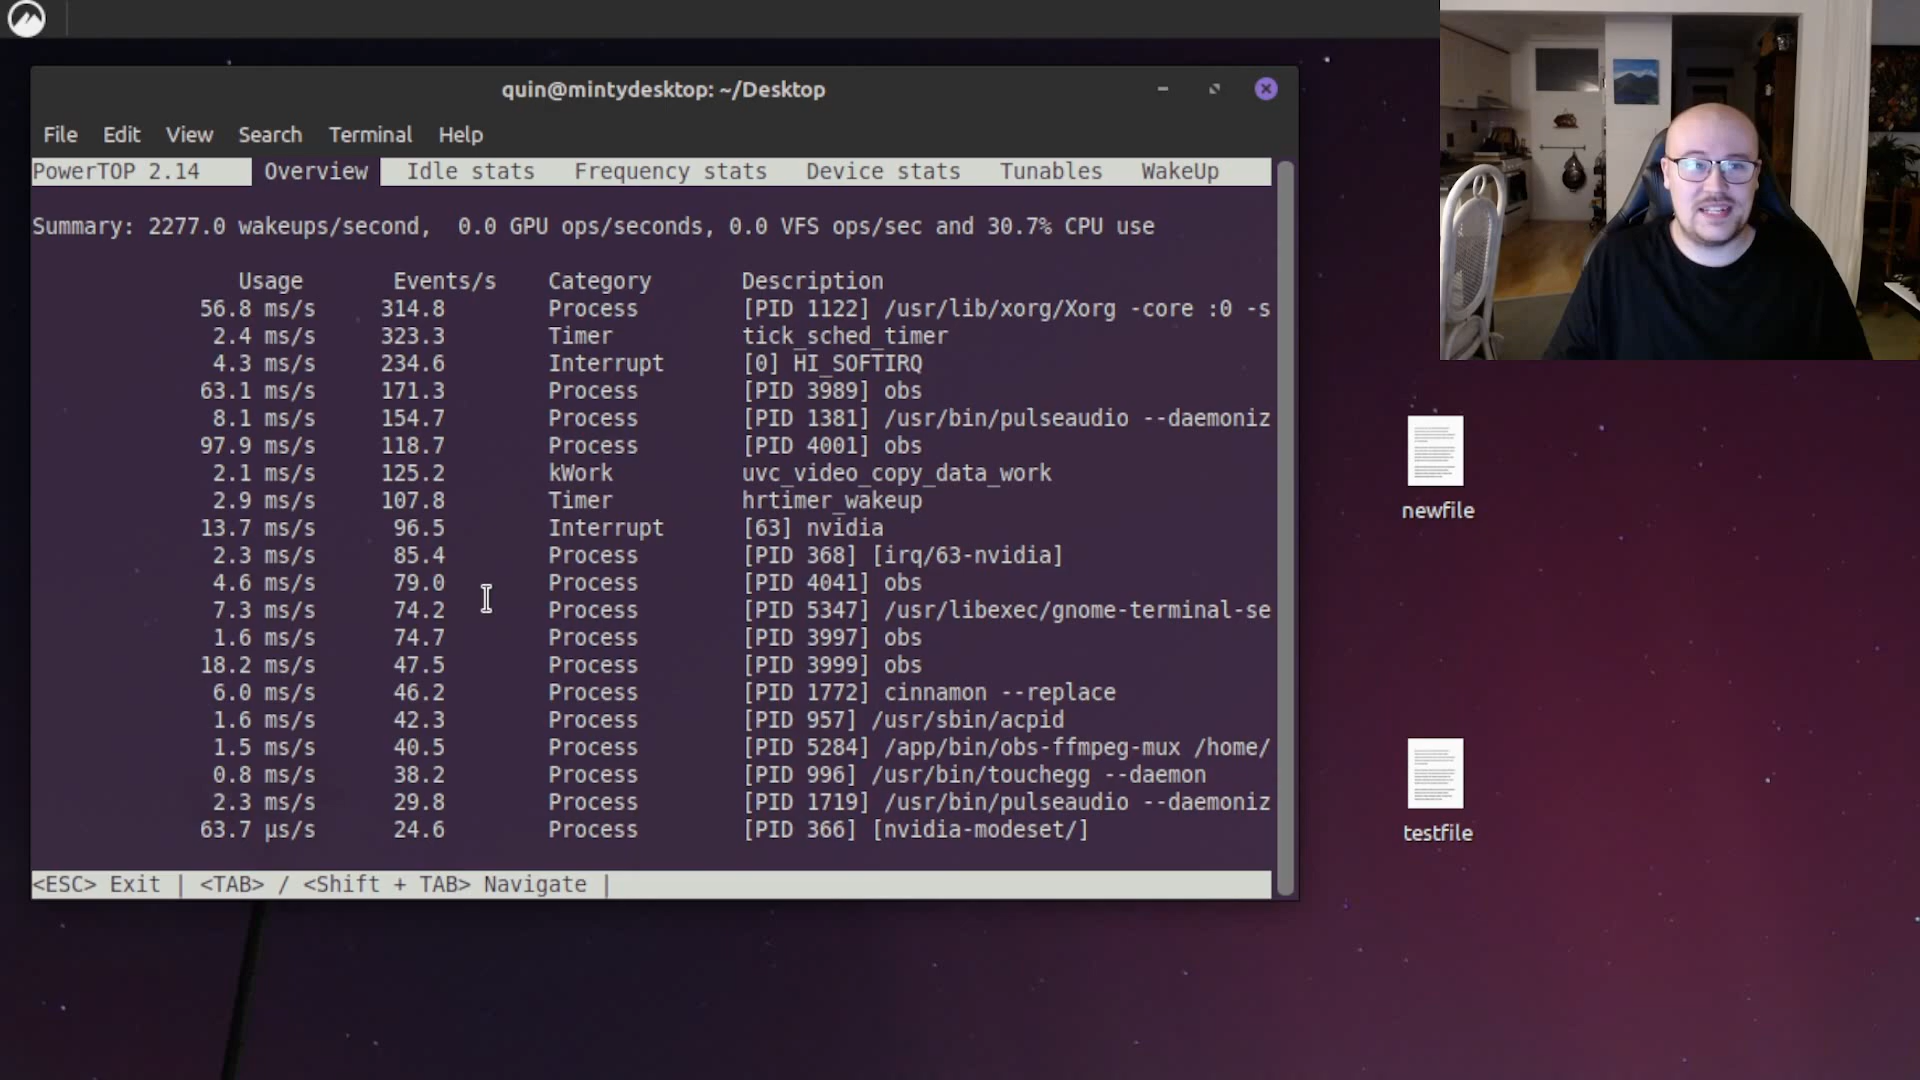 quin@mintydesktop: ~/Desktop
File Edit View Search Terminal Help
PowerTOP 2.14 Overview Idle stats Frequency stats Device stats Tunables WakeUp
Summary: 2277.0 wakeups/second, 0.0 GPU ops/seconds, 0.0 VFS ops/sec and 30.7% CPU use
Usage Events/s Category Description
56.8 ms/s 314.8 Process [PID 1122] /usr/lib/xorg/Xorg -core :0 -s
2.4 ms/s 323.3 Timer tick_sched_timer
4.3 ms/s 234.6 Interrupt [0] HI_SOFTIRQ
63.1 ms/s 171.3 Process [PID 3989] obs
8.1 ms/s 154.7 Process [PID 1381] /usr/bin/pulseaudio --daemoniz
97.9 ms/s 118.7 Process [PID 4001] obs
2.1 ms/s 125.2 kWork uvc_video_copy_data_work
2.9 ms/s 107.8 Timer hrtimer_wakeup
13.7 ms/s 96.5 Interrupt [63] nvidia
2.3 ms/s 85.4 Process [PID 368] [irq/63-nvidia]
4.6 ms/s 79.0 Process [PID 4041] obs
7.3 ms/s 74.2 Process [PID 5347] /usr/libexec/gnome-terminal-se
1.6 ms/s 74.7 Process [PID 3997] obs
18.2 ms/s 47.5 Process [PID 3999] obs
6.0 ms/s 46.2 Process [PID 1772] cinnamon --replace
1.6 ms/s 42.3 Process [PID 957] /usr/sbin/acpid
1.5 ms/s 40.5 Process [PID 5284] /app/bin/obs-ffmpeg-mux /home/
0.8 ms/s 38.2 Process [PID 996] /usr/bin/touchegg --daemon
2.3 ms/s 29.8 Process [PID 1719] /usr/bin/pulseaudio --daemoniz
63.7 µs/s 24.6 Process [PID 366] [nvidia-modeset/]
<ESC> Exit | <TAB> / <Shift + TAB> Navigate |
newfile
testfile